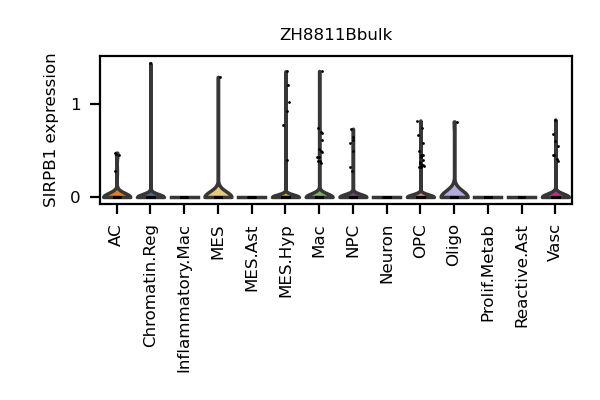 ZH8811Bbulk
SIRPB1 expression
1
0
AC
Chromatin.Reg
Inflammatory.Mac
MES
MES.Ast
MES.Hyp
Mac
NPC
Neuron
OPC
Oligo
Prolif.Metab
Reactive.Ast
Vasc